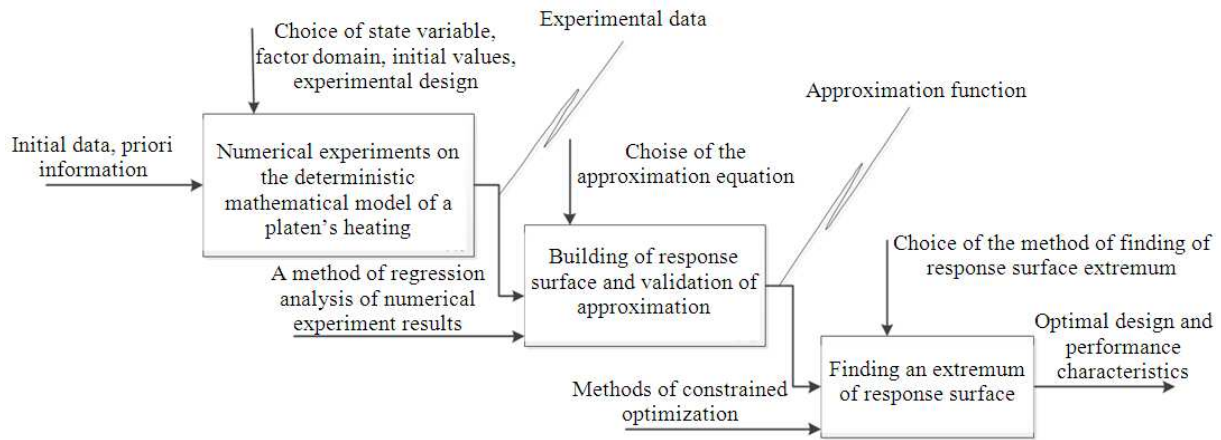 Choice of state variable,
factor domain, initial values,
experimental design
Experimental data
Approximation function
Initial data, priori
information
Numerical experiments on
the deterministic
mathematical model of a
platen's heating
Choise of the
approximation equation
A method of regression
analysis of numerical
experiment results
Building of response
surface and validation of
approximation
Choice of the method of finding of
response surface extremum
Optimal design and
performance
characteristics
Methods of constrained
optimization
Finding an extremum
of response surface